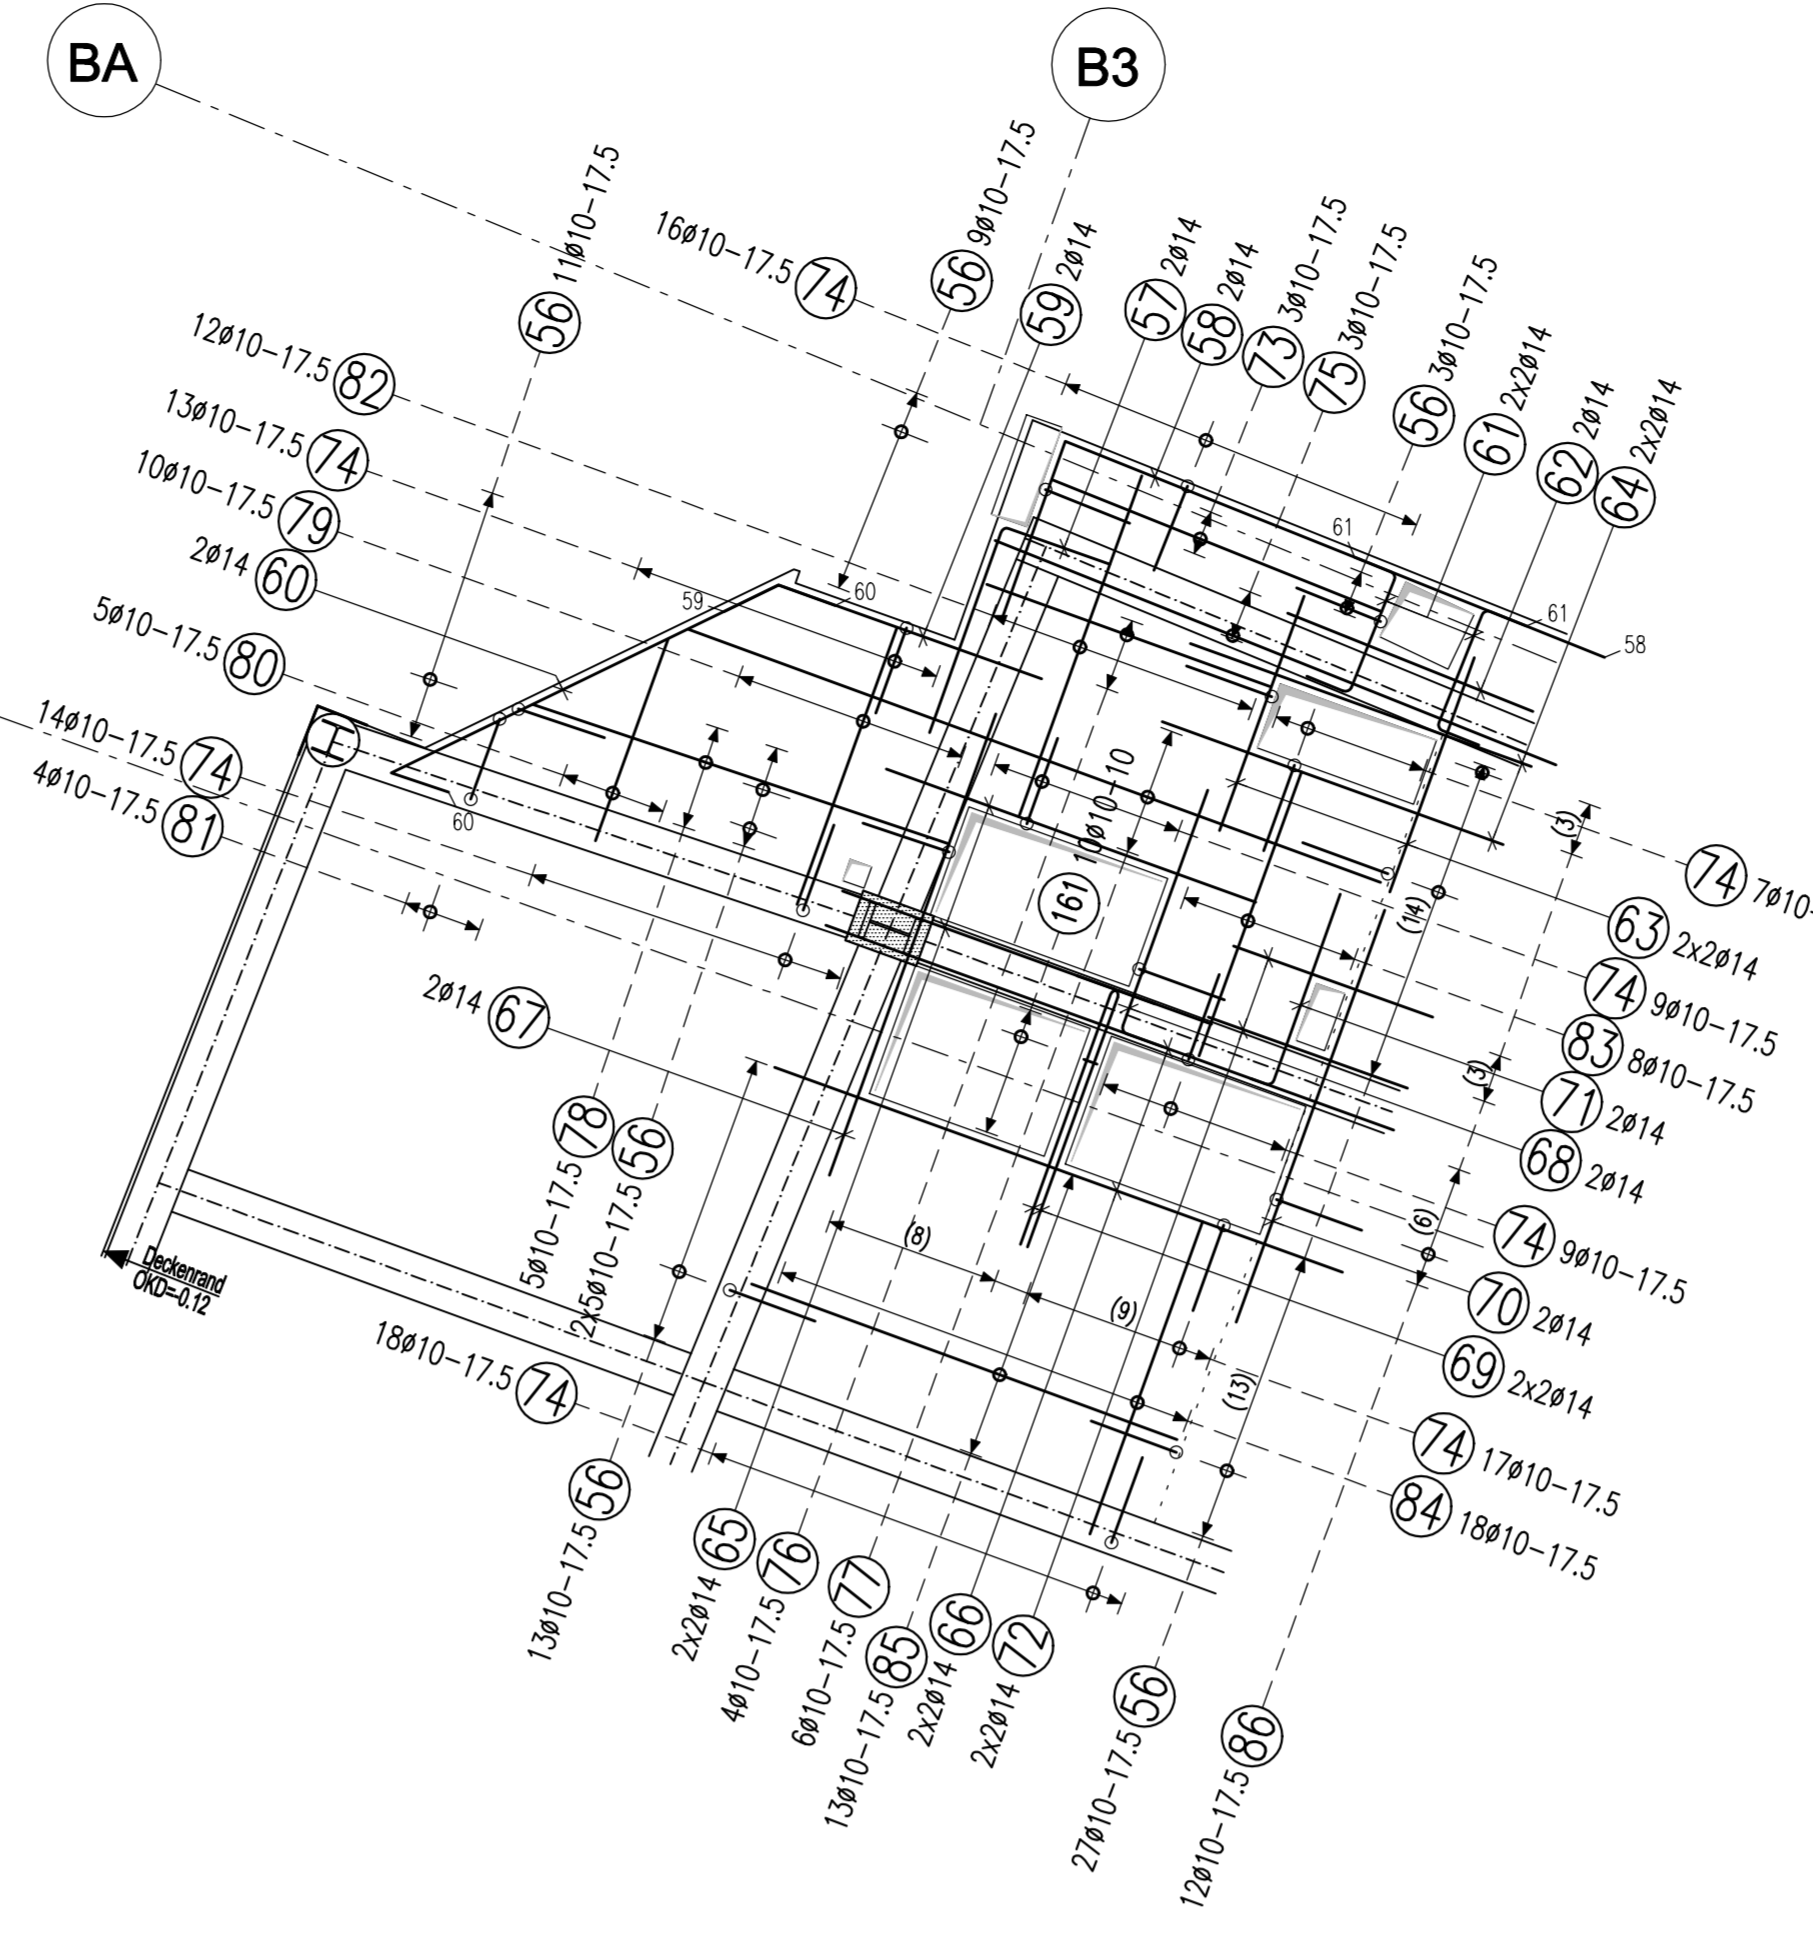 BA
B3
56 11ø10-17.5
56 9ø10-17.5
16ø10-17.5 74
59 2ø14
57 2ø14
58 2ø14
73 3ø10-17.5
75 3ø10-17.5
56 3ø10-17.5
61 2x2ø14
62 2ø14
64 2x2ø14
12ø10-17.5 82
13ø10-17.5 74
10ø10-17.5 79
2ø14 60
5ø10-17.5 80
14ø10-17.5 74
4ø10-17.5 81
61
61
58
59
60
60
161 10ø10-10
(3)
(14)
(3)
(6)
(8)
(9)
(13)
74 7ø10-
63 2x2ø14
74 9ø10-17.5
83 8ø10-17.5
71 2ø14
68 2ø14
74 9ø10-17.5
70 2ø14
69 2x2ø14
74 17ø10-17.5
84 18ø10-17.5
2ø14 67
5ø10-17.5 78
2x5ø10-17.5 56
Deckenrand
OKD=-0.12
18ø10-17.5 74
13ø10-17.5 56
2x2ø14 65
4ø10-17.5 76
6ø10-17.5 77
13ø10-17.5 85
2x2ø14 66
2x2ø14 72
27ø10-17.5 56
12ø10-17.5 86